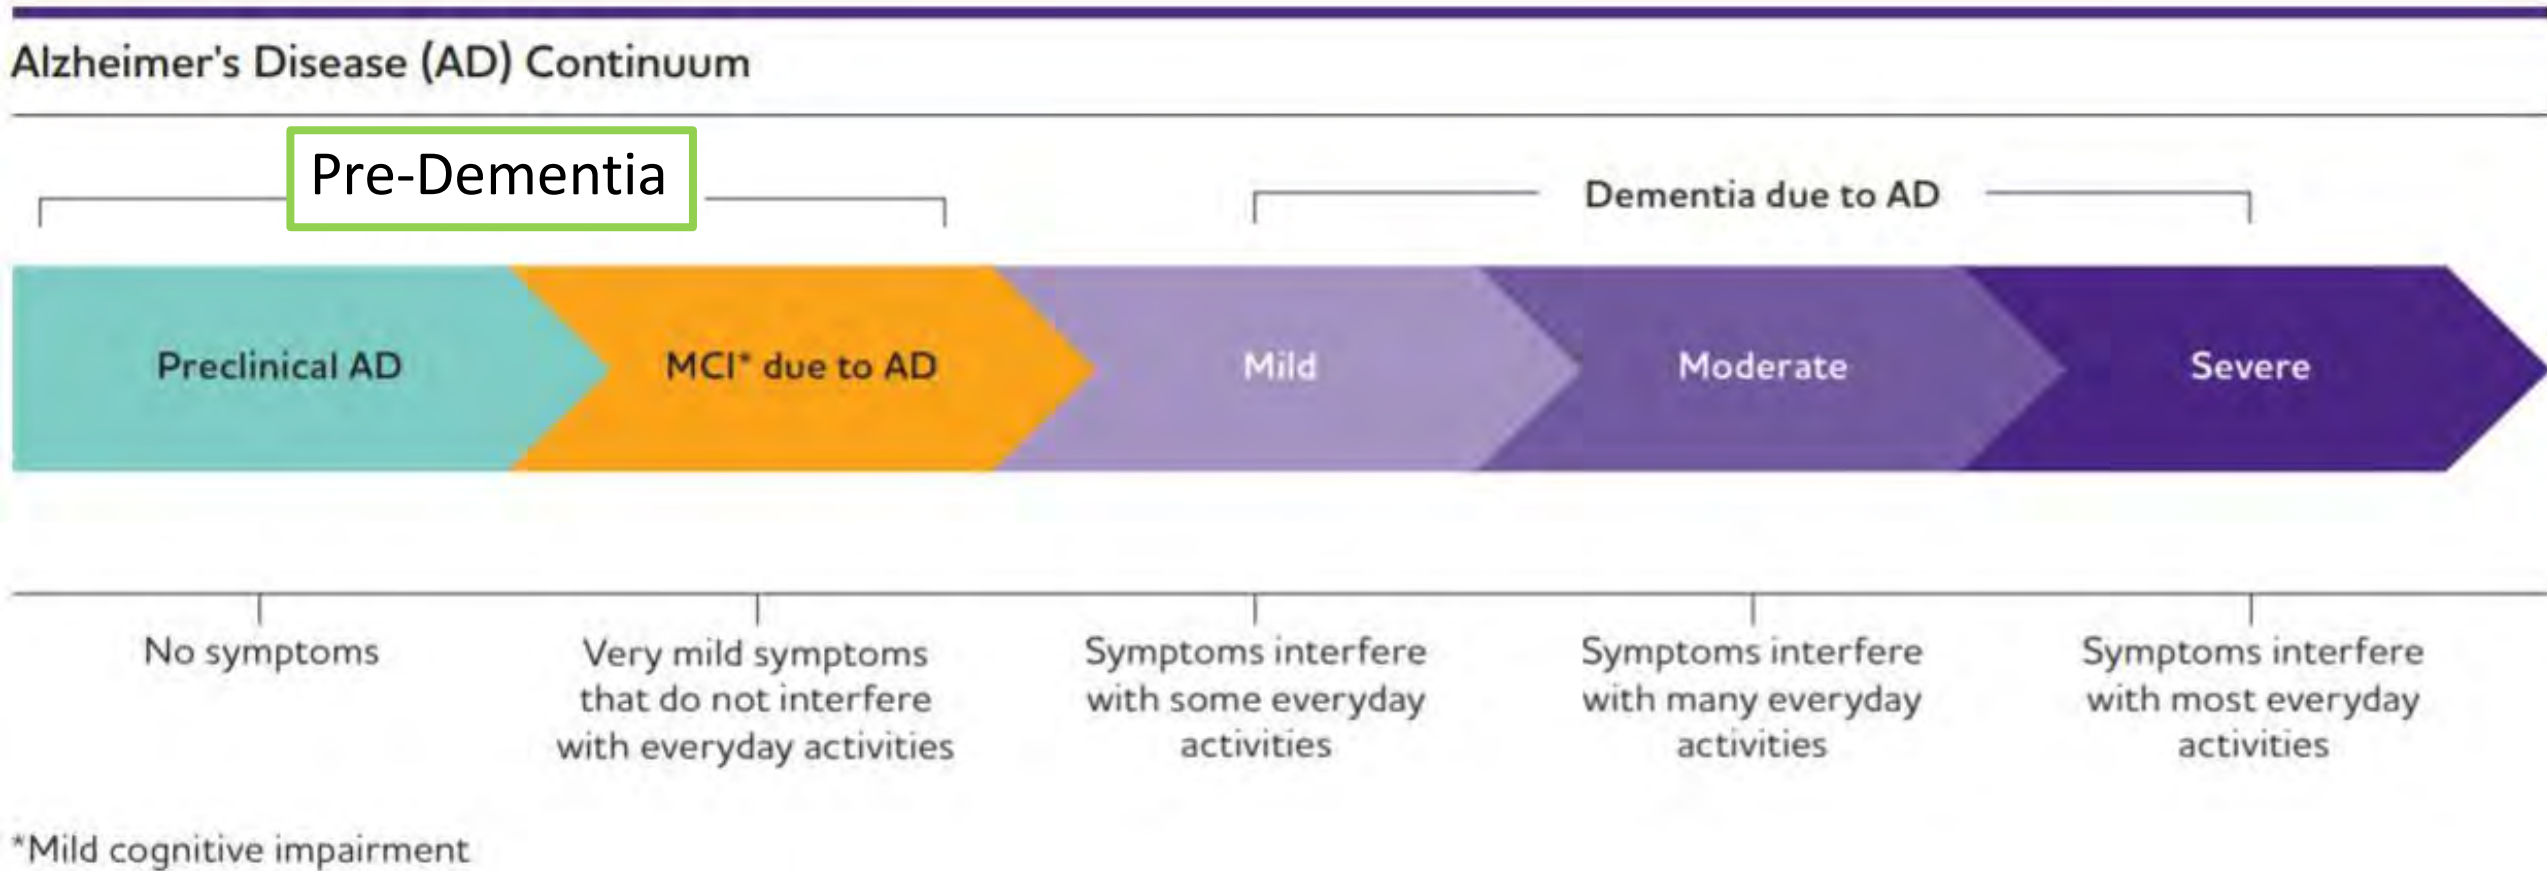 Alzheimer's Disease (AD) Continuum
Pre-Dementia
Dementia due to AD
Preclinical AD
MCI* due to AD
Mild
Moderate
Severe
No symptoms
Very mild symptoms
that do not interfere
with everyday activities
Symptoms interfere
with some everyday
activities
Symptoms interfere
with many everyday
activities
Symptoms interfere
with most everyday
activities
*Mild cognitive impairment